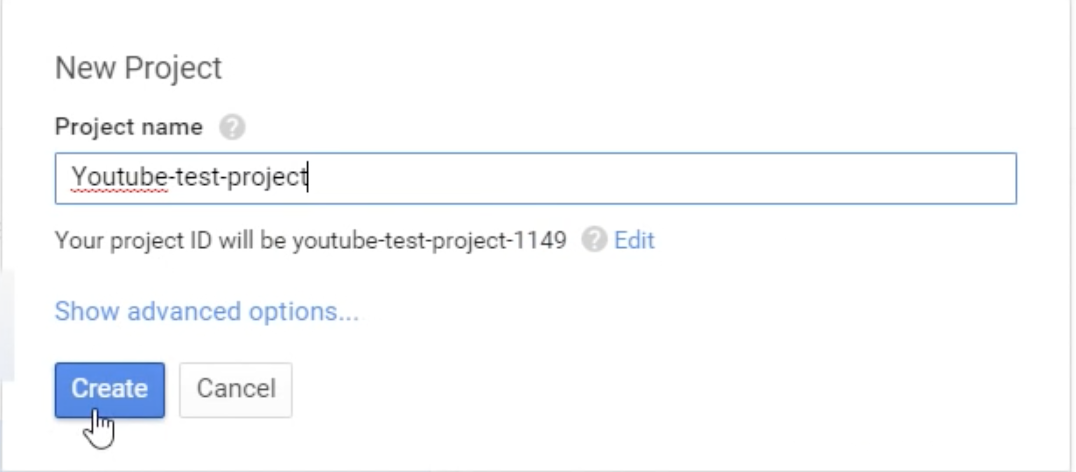 New Project
Project name ?
Youtube-test-project
Your project ID will be youtube-test-project-1149 ? Edit
Show advanced options...
Create Cancel